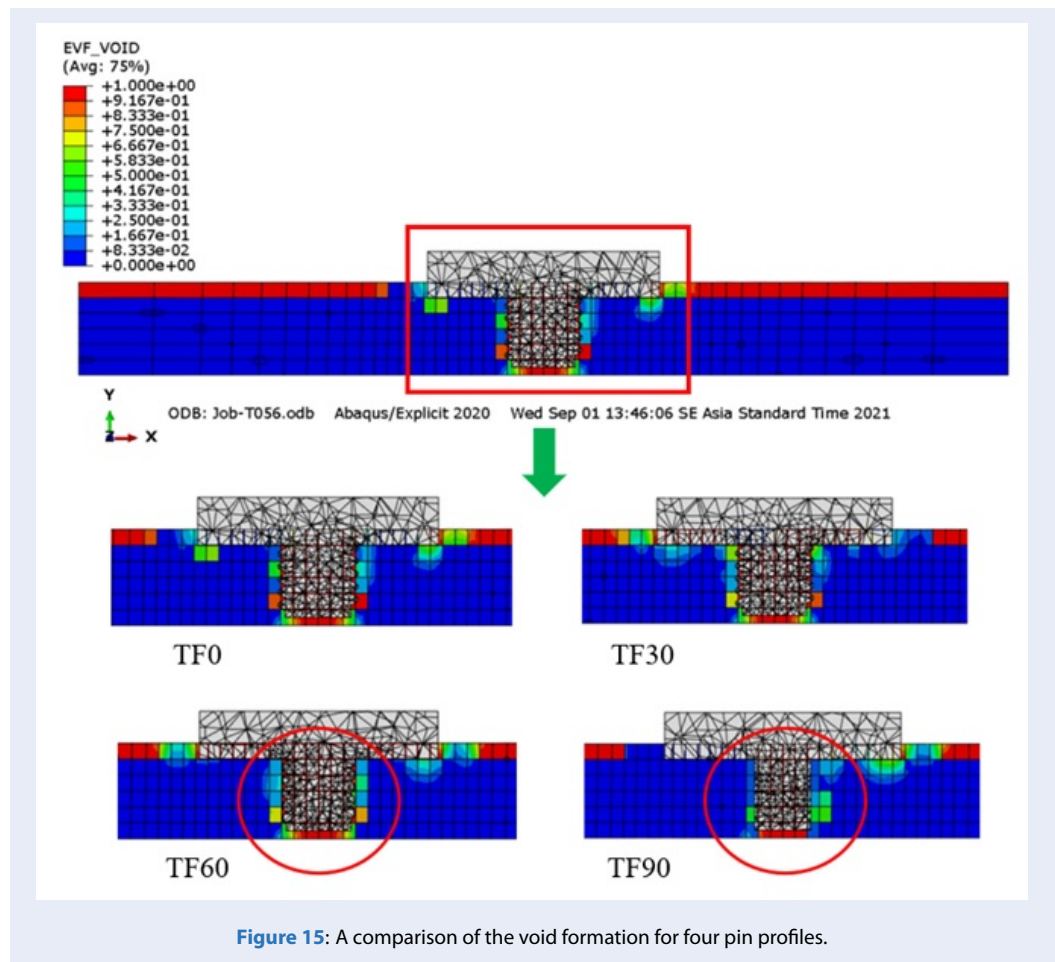 EVF_VOID
(Avg: 75%)
+1.000e+00
+9.167e-01
+8.333e-01
+7.500e-01
+6.667e-01
+5.833e-01
+5.000e-01
+4.167e-01
+3.333e-01
+2.500e-01
+1.667e-01
+8.333e-02
+0.000e+00
Y
Z X
ODB: Job-T056.odb Abaqus/Explicit 2020 Wed Sep 01 13:46:06 SE Asia Standard Time 2021
TF0
TF30
TF60
TF90
Figure 15: A comparison of the void formation for four pin profiles.